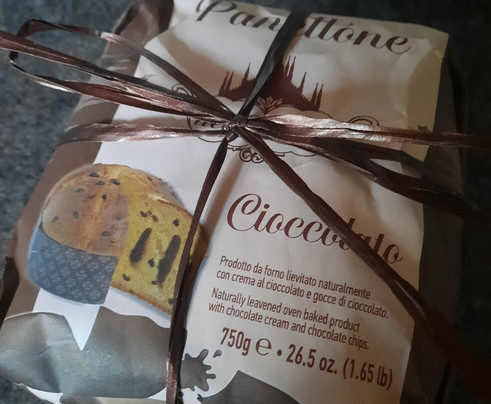 Panettone
Cioccolato
Prodotto da forno lievitato naturalmente
con crema al cioccolato e gocce di cioccolato.
Naturally leavened oven baked product
with chocolate cream and chocolate chips.
750g e • 26.5 oz. (1.65 lb)